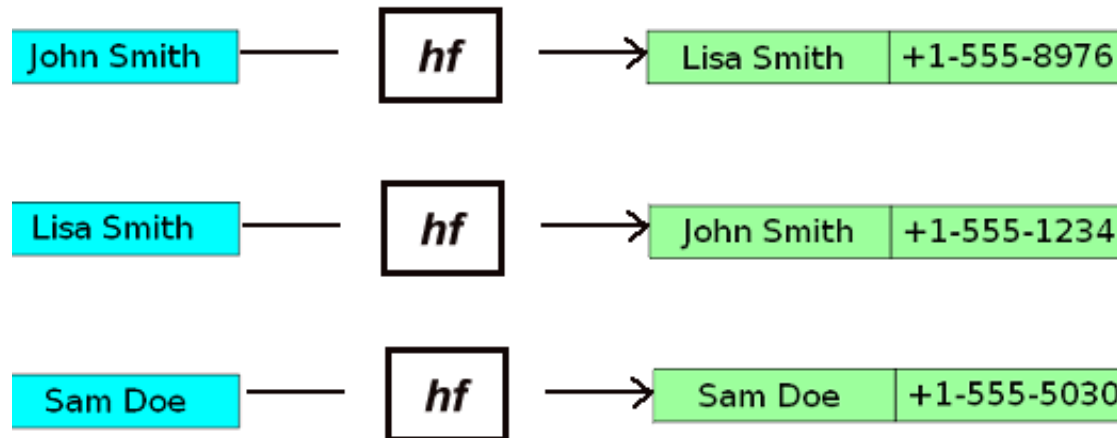 John Smith hf Lisa Smith +1-555-8976
Lisa Smith hf John Smith +1-555-1234
Sam Doe hf Sam Doe +1-555-5030